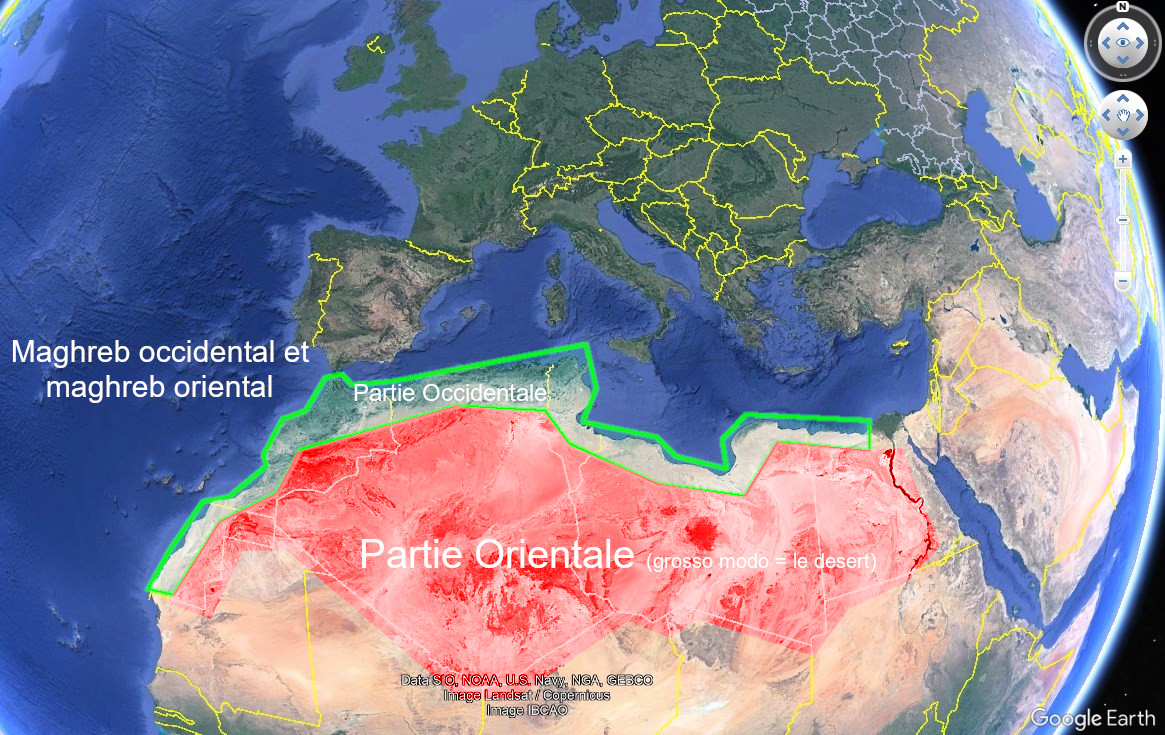 N
Maghreb occidental et
maghreb oriental
Partie Occidentale
Partie Orientale (grosso modo = le desert)
Data SIO, NOAA, U.S. Navy, NGA, GEBCO
Image Landsat / Copernicus
Image IBCAO
Google Earth